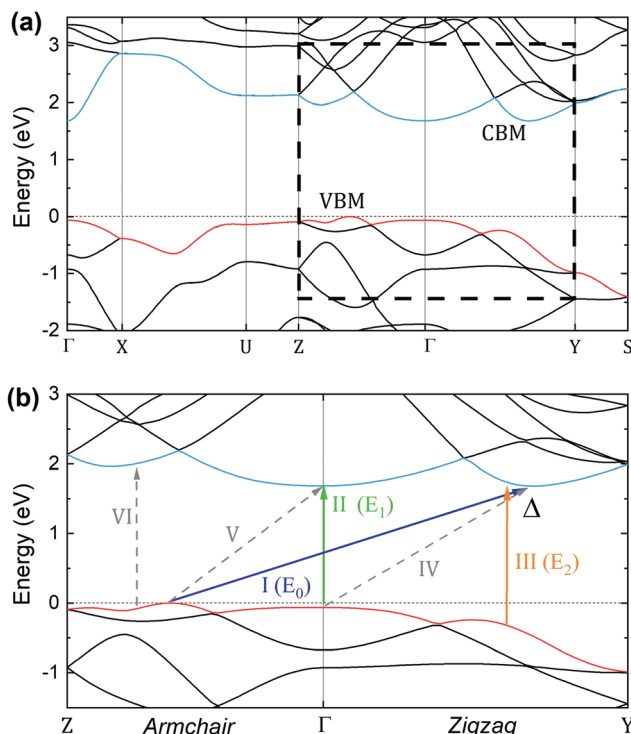 (a)
3
2
1
0
-1
-2
Energy (eV)
VBM
CBM
Γ X U Z Γ Y S
(b)
3
2
1
0
-1
Energy (eV)
VI
V
II (E1)
I (E0)
IV
Δ
III (E2)
Z Armchair Γ Zigzag Y